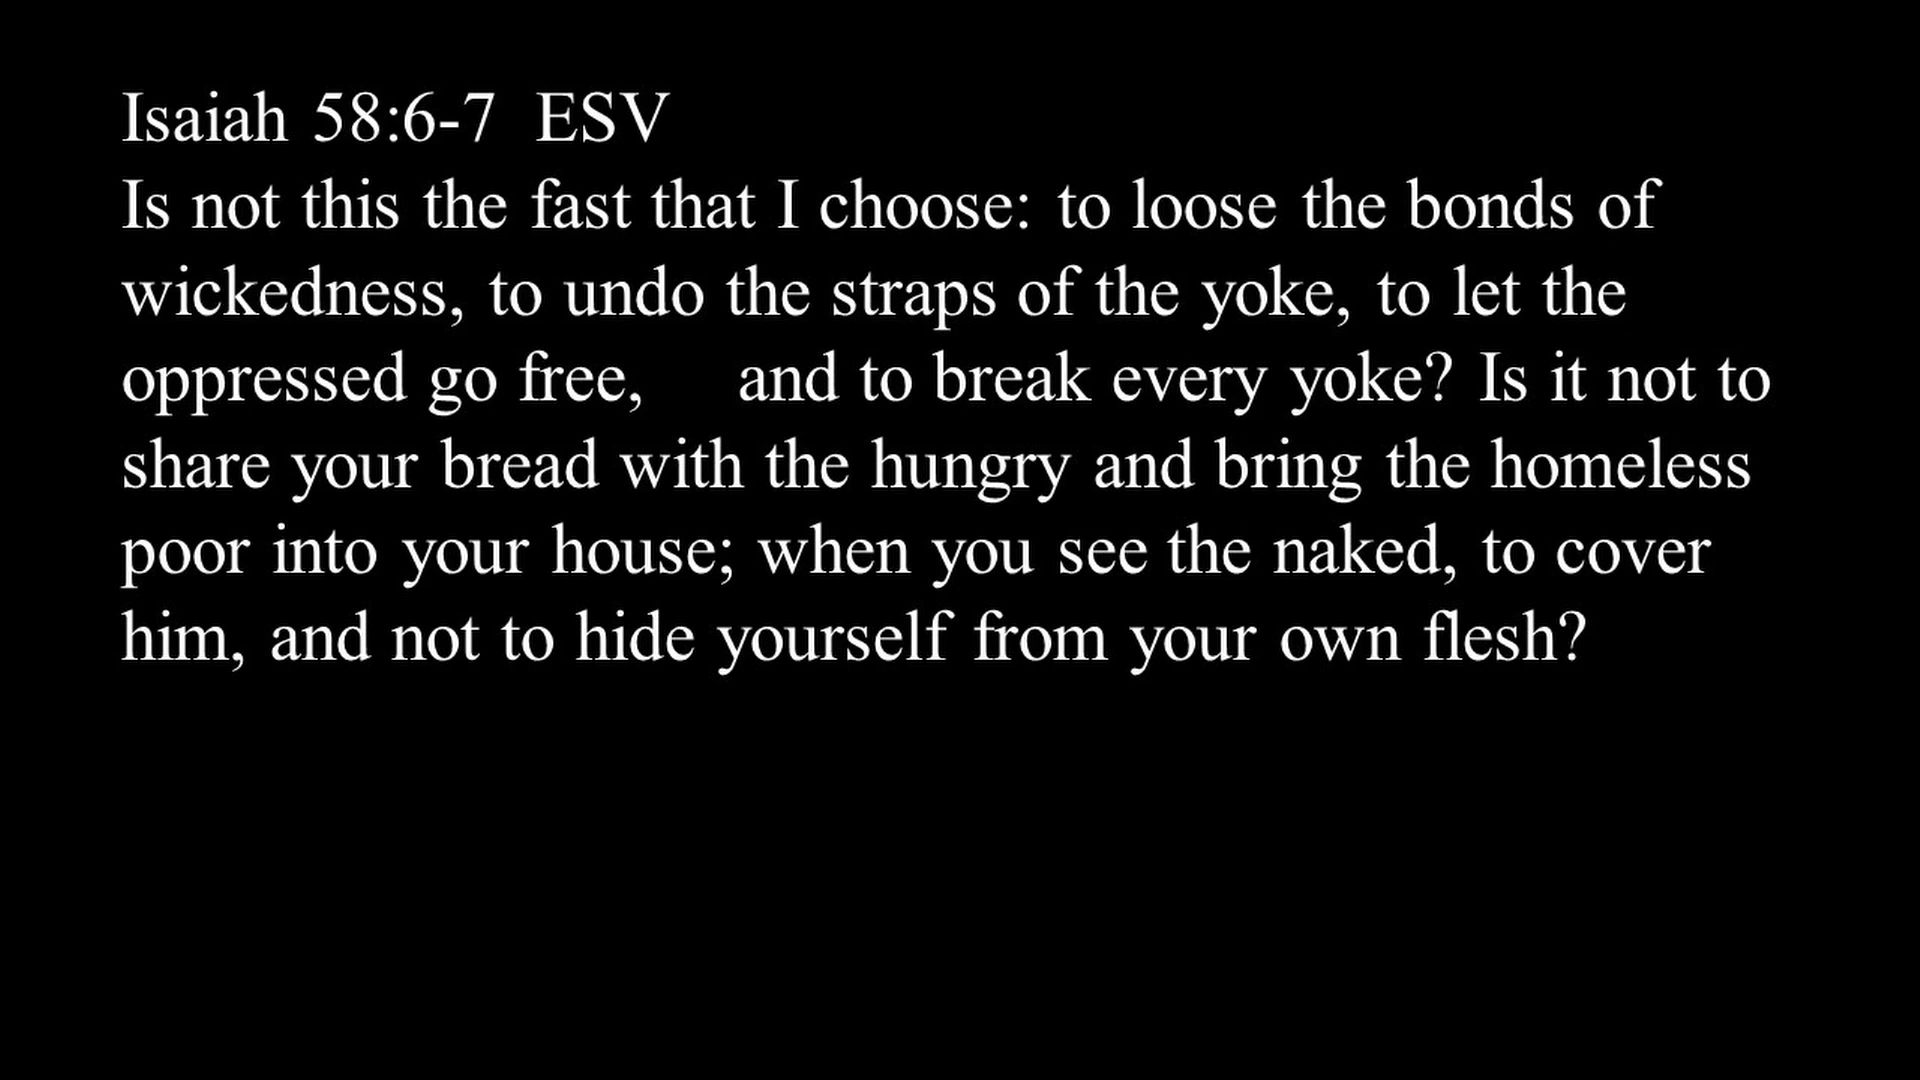 Isaiah 58:6-7  ESV
Is not this the fast that I choose: to loose the bonds of
wickedness, to undo the straps of the yoke, to let the
oppressed go free,    and to break every yoke? Is it not to
share your bread with the hungry and bring the homeless
poor into your house; when you see the naked, to cover
him, and not to hide yourself from your own flesh?